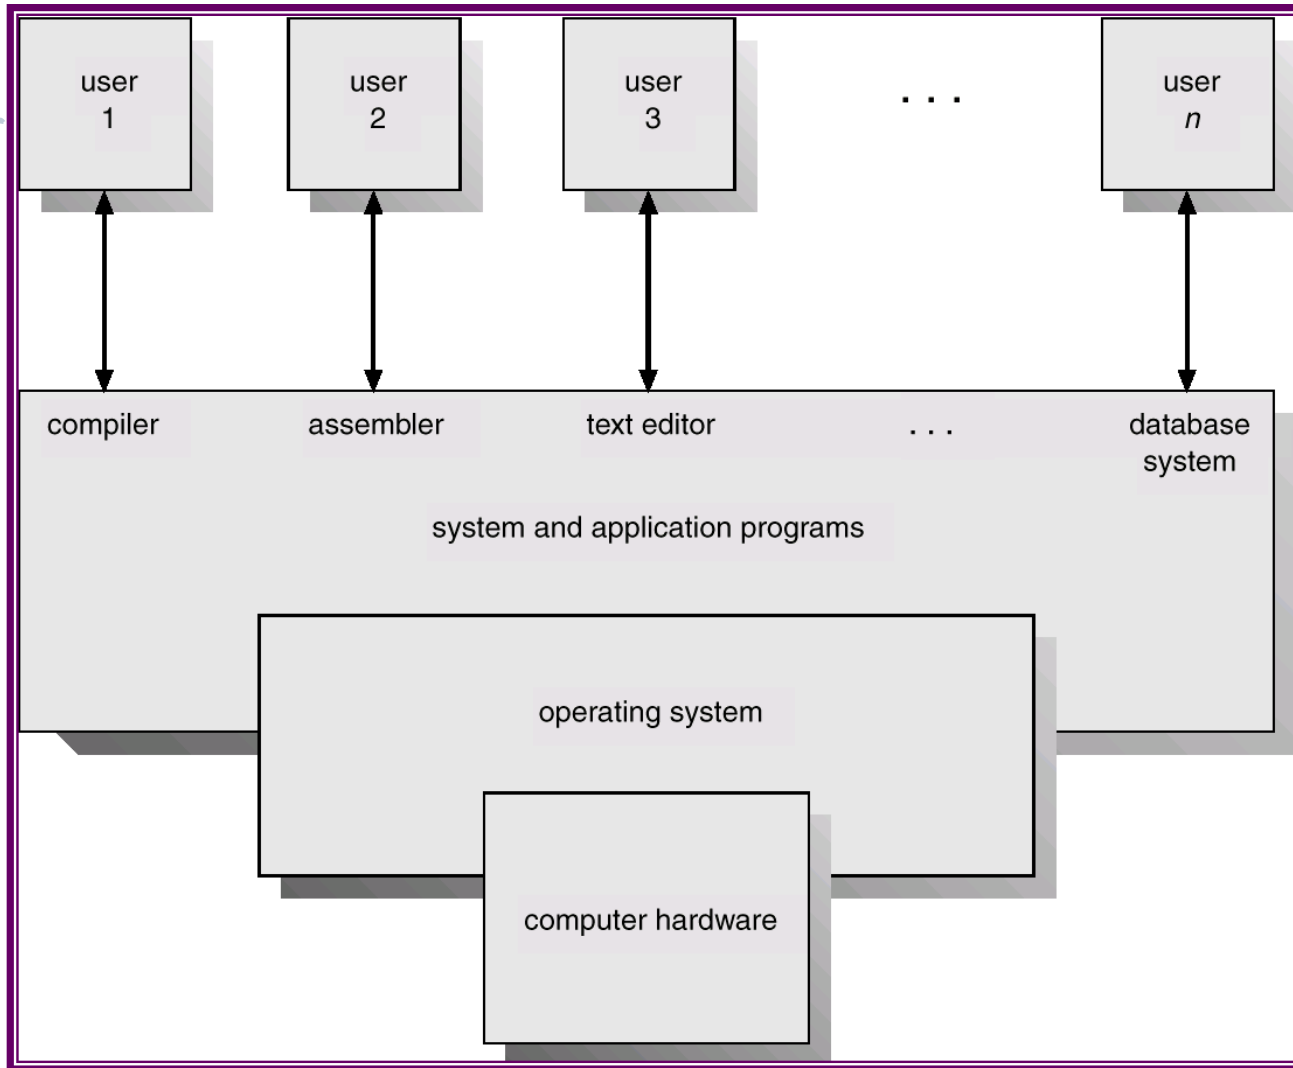 user
1
user
2
user
3
. . .
user
n
compiler
assembler
text editor
. . .
database
system
system and application programs
operating system
computer hardware